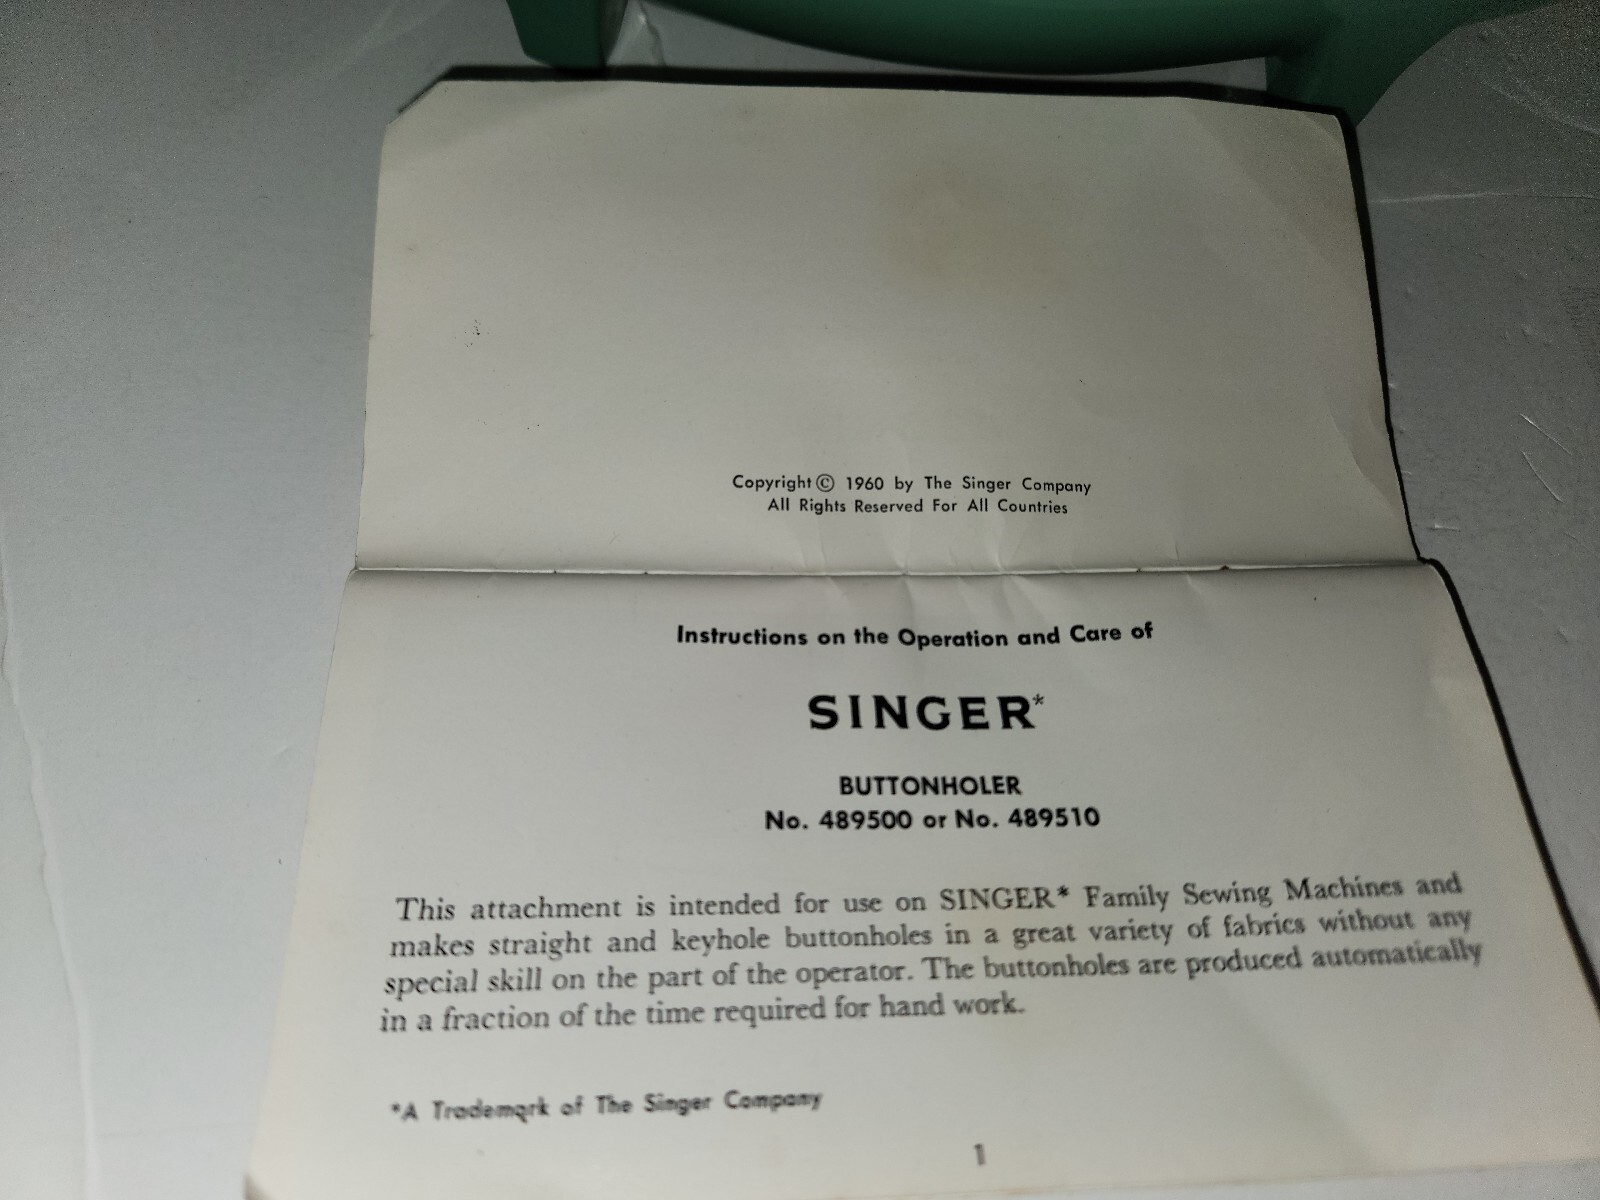 Copyright © 1960 by The Singer Company
All Rights Reserved For All Countries
Instructions on the Operation and Care of
SINGER*
BUTTONHOLER
No. 489500 or No. 489510
This attachment is intended for use on SINGER* Family Sewing Machines and
makes straight and keyhole buttonholes in a great variety of fabrics without any
special skill on the part of the operator. The buttonholes are produced automatically
in a fraction of the time required for hand work.
*A Trademark of The Singer Company
1